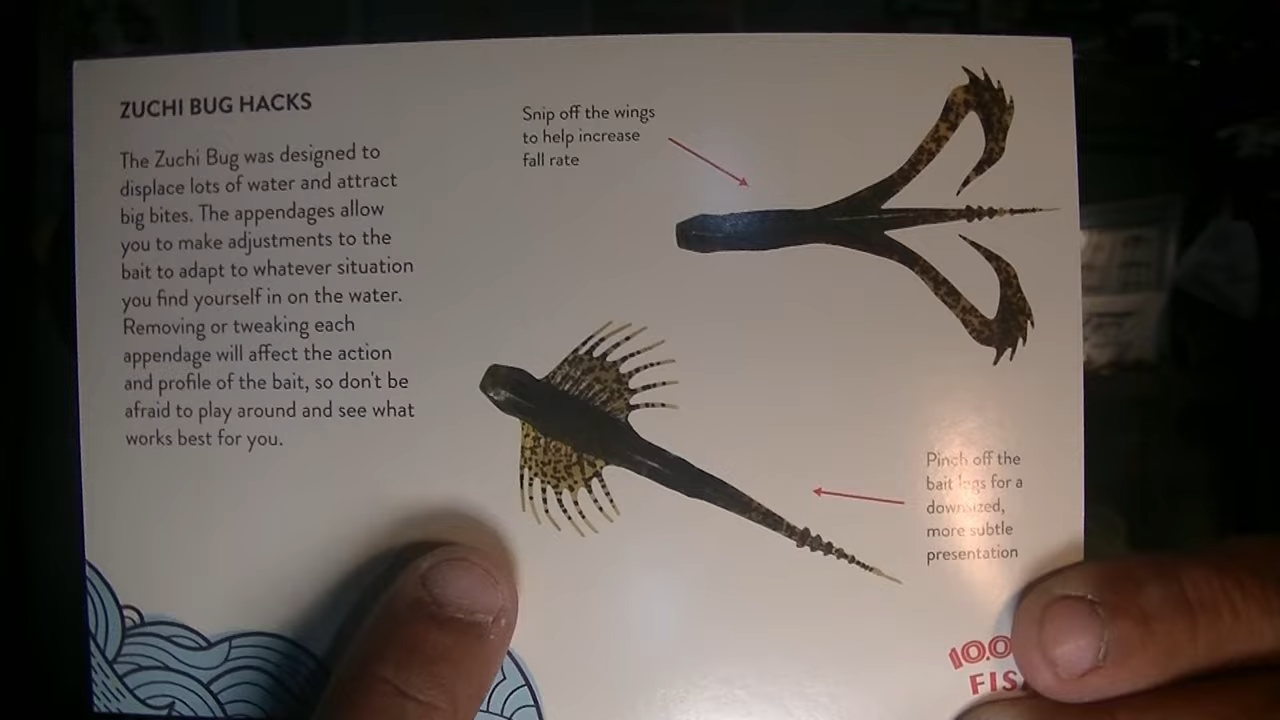 ZUCHI BUG HACKS
The Zuchi Bug was designed to
displace lots of water and attract
big bites. The appendages allow
you to make adjustments to the
bait to adapt to whatever situation
you find yourself in on the water.
Removing or tweaking each
appendage will affect the action
and profile of the bait, so don't be
afraid to play around and see what
works best for you.
Snip off the wings
to help increase
fall rate
Pinch off the
bait legs for a
downsized,
more subtle
presentation